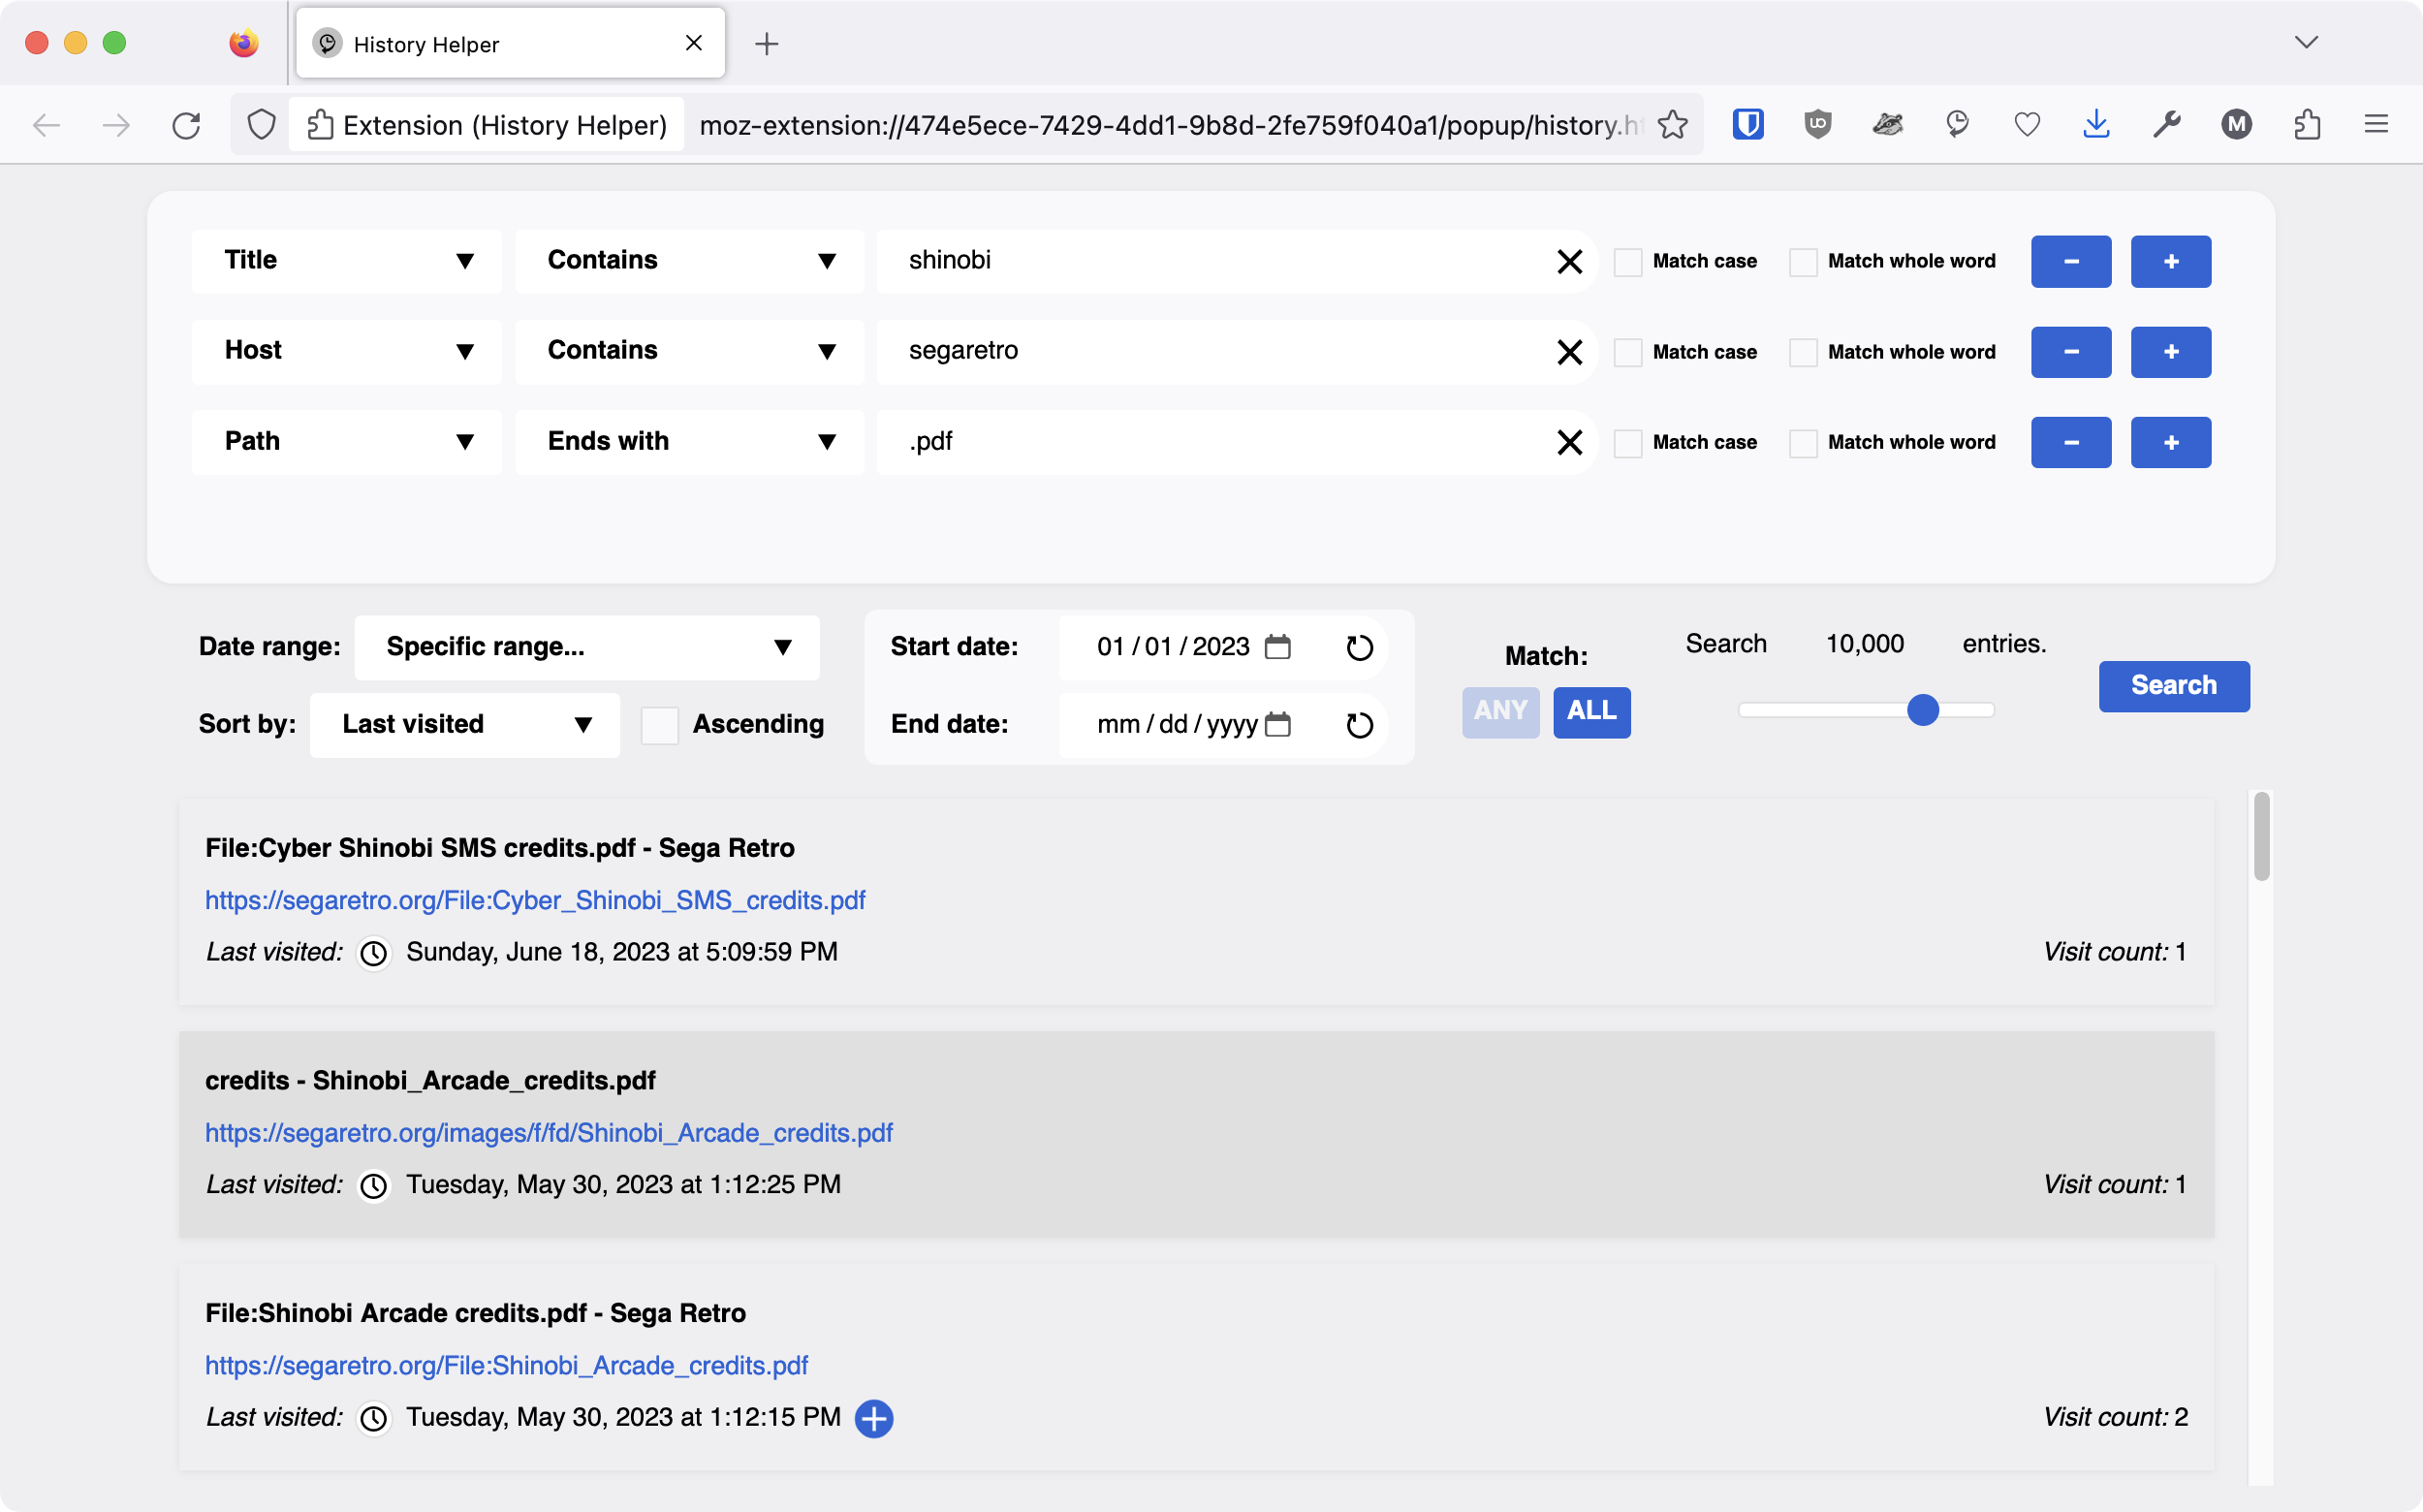 History Helper
Extension (History Helper) moz-extension://474e5ece-7429-4dd1-9b8d-2fe759f040a1/popup/history.h
Title Contains shinobi Match case Match whole word - +
Host Contains segaretro Match case Match whole word - +
Path Ends with .pdf Match case Match whole word - +
Date range: Specific range... Start date: 01 / 01 / 2023 Match: Search 10,000 entries.
Sort by: Last visited Ascending End date: mm / dd / yyyy ANY ALL Search
File:Cyber Shinobi SMS credits.pdf - Sega Retro
https://segaretro.org/File:Cyber_Shinobi_SMS_credits.pdf
Last visited: Sunday, June 18, 2023 at 5:09:59 PM Visit count: 1
credits - Shinobi_Arcade_credits.pdf
https://segaretro.org/images/f/fd/Shinobi_Arcade_credits.pdf
Last visited: Tuesday, May 30, 2023 at 1:12:25 PM Visit count: 1
File:Shinobi Arcade credits.pdf - Sega Retro
https://segaretro.org/File:Shinobi_Arcade_credits.pdf
Last visited: Tuesday, May 30, 2023 at 1:12:15 PM Visit count: 2